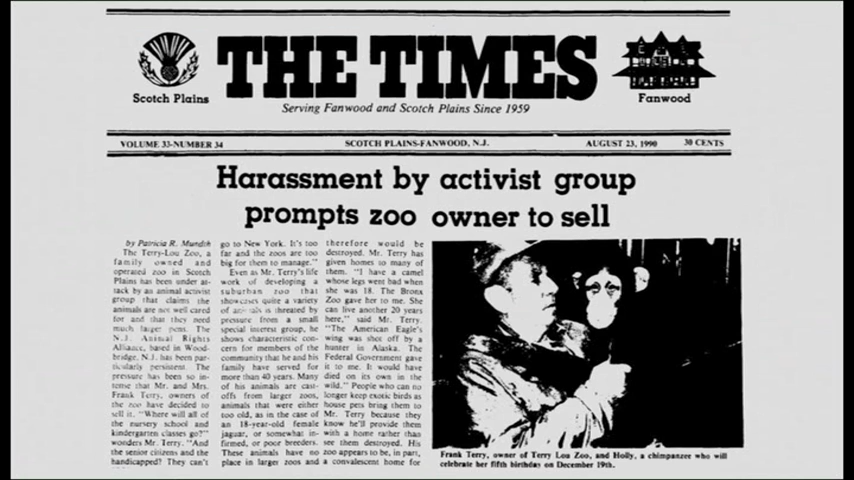 THE TIMES
Scotch Plains
Fanwood
Serving Fanwood and Scotch Plains Since 1959
VOLUME 33-NUMBER 34
SCOTCH PLAINS-FANWOOD, N.J.
AUGUST 23, 1990
30 CENTS
Harassment by activist group
prompts zoo owner to sell
by Patricia R. Mundth
The Terry-Lou Zoo, a
family owned and
operated zoo in Scotch
Plains has been under at-
tack by an animal activist
group that claims the
animals are not well cared
for and that they need
much larger pens. The
N.J. Animal Rights
Alliance, based in Wood-
bridge, N.J. has been par-
ticularly persistent. The
pressure has been so in-
tense that Mr. and Mrs.
Frank Terry, owners of
the zoo have decided to
sell it. "Where will all of
the nursery school and
kindergarten classes go?"
wonders Mr. Terry. "And
the senior citizens and the
handicapped? They can't
go to New York. It's too
far and the zoos are too
big for them to manage."
Even as Mr. Terry's life
work of developing a
suburban zoo that
showcases quite a variety
of animals is threatened by
pressure from a small
special interest group, he
shows characteristic con-
cern for members of the
community that he and his
family have served for
more than 40 years. Many
of his animals are cast-
offs from larger zoos,
animals that were either
too old, as in the case of
an 18-year-old female
jaguar, or somewhat in-
firmed, or poor breeders.
These animals have no
place in larger zoos and
therefore would be
destroyed. Mr. Terry has
given homes to many of
them. "I have a camel
whose legs went bad when
she was 18. The Bronx
Zoo gave her to me. She
can live another 20 years
here," said Mr. Terry.
"The American Eagle's
wing was shot off by a
hunter in Alaska. The
Federal Government gave
it to me. It would have
died on its own in the
wild." People who can no
longer keep exotic birds as
house pets bring them to
Mr. Terry because they
know he'll provide them
with a home rather than
see them destroyed. His
zoo appears to be, in part,
a convalescent home for
Frank Terry, owner of Terry Lou Zoo, and Holly, a chimpanzee who will
celebrate her fifth birthday on December 19th.